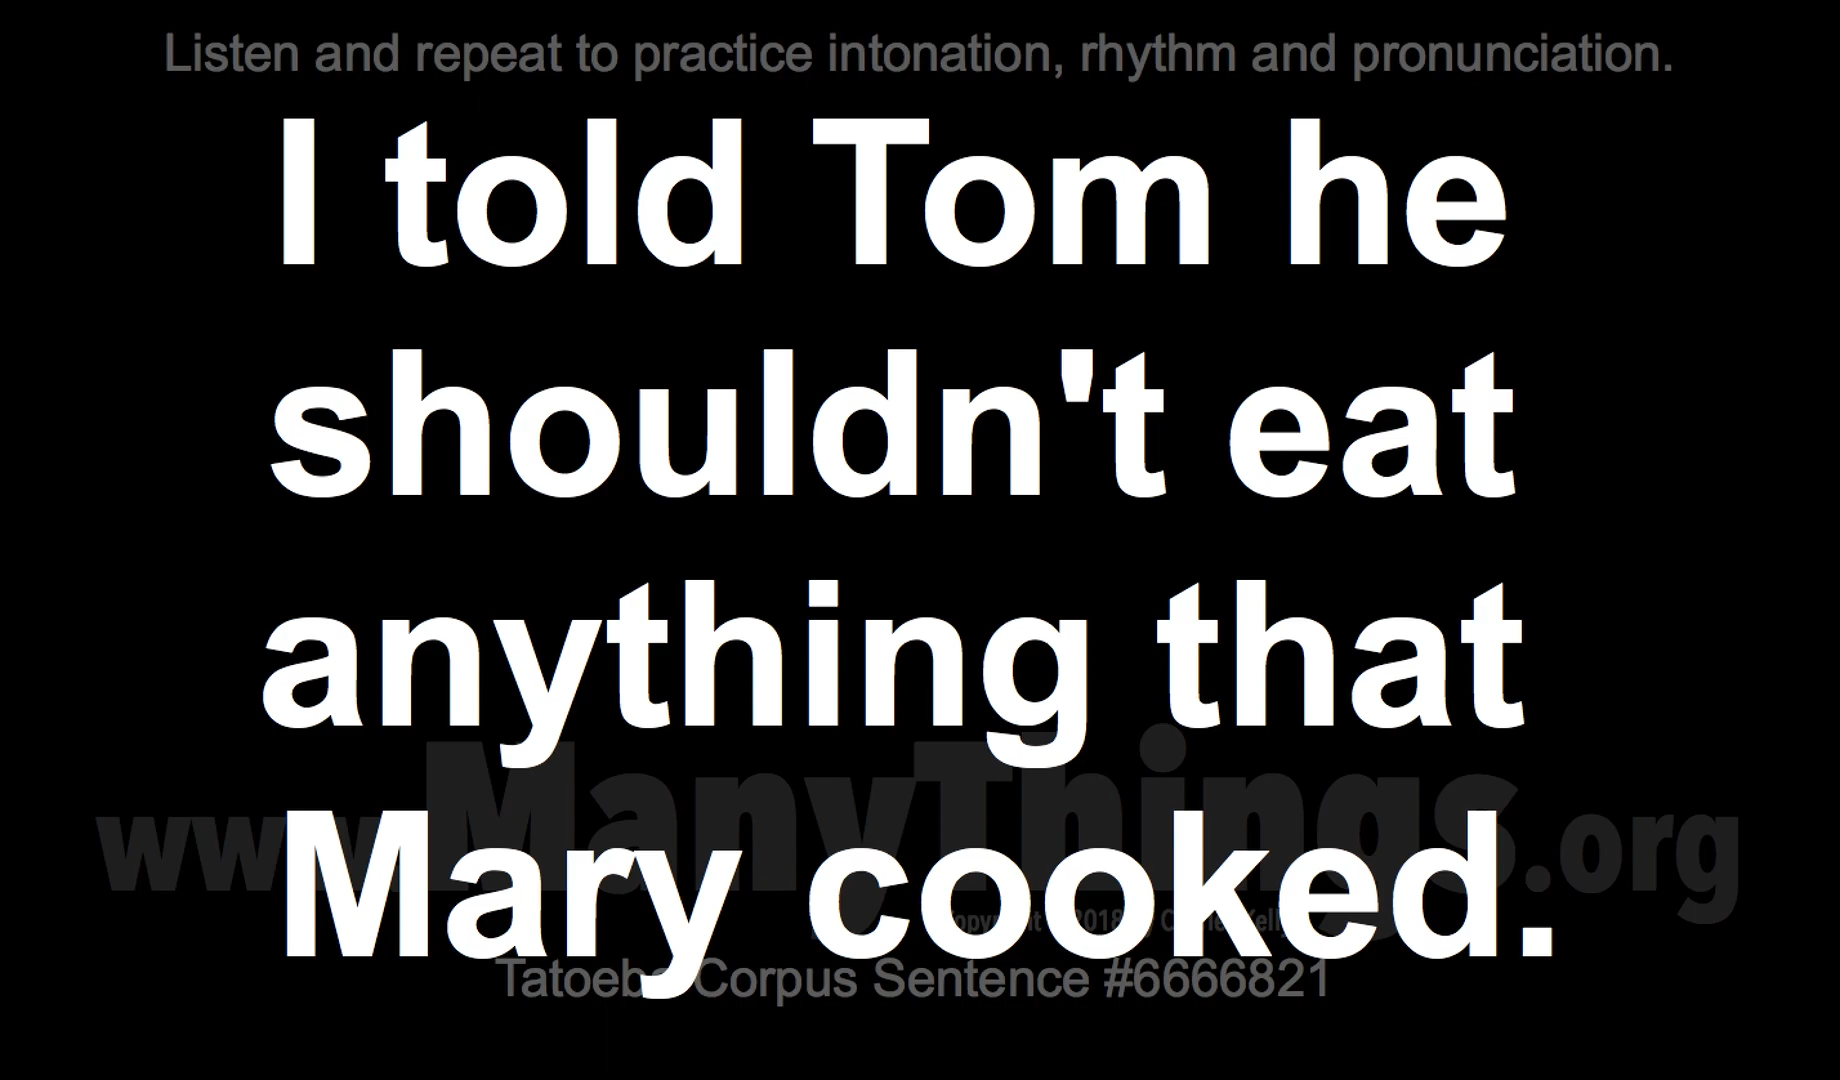 Listen and repeat to practice intonation, rhythm and pronunciation.
I told Tom he
shouldn't eat
anything that
Mary cooked.
www.ManyThings.org
2018
Corpus Sentence #6666821